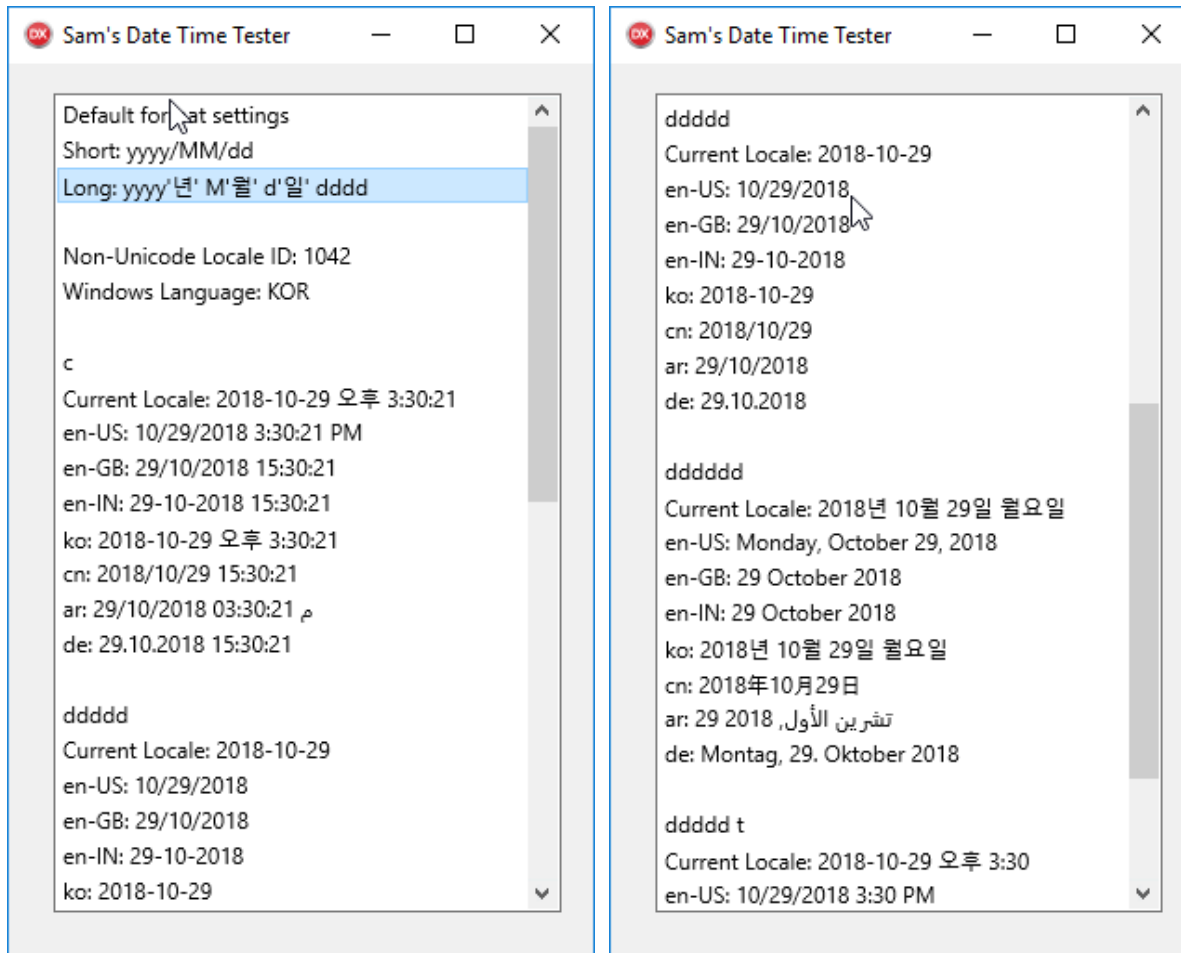 Sam's Date Time Tester
Default format settings
Short: yyyy/MM/dd
Long: yyyy'년' M'월' d'일' dddd
Non-Unicode Locale ID: 1042
Windows Language: KOR
c
Current Locale: 2018-10-29 오후 3:30:21
en-US: 10/29/2018 3:30:21 PM
en-GB: 29/10/2018 15:30:21
en-IN: 29-10-2018 15:30:21
ko: 2018-10-29 오후 3:30:21
cn: 2018/10/29 15:30:21
ar: 29/10/2018 03:30:21 م
de: 29.10.2018 15:30:21
ddddd
Current Locale: 2018-10-29
en-US: 10/29/2018
en-GB: 29/10/2018
en-IN: 29-10-2018
ko: 2018-10-29
Sam's Date Time Tester
ddddd
Current Locale: 2018-10-29
en-US: 10/29/2018
en-GB: 29/10/2018
en-IN: 29-10-2018
ko: 2018-10-29
cn: 2018/10/29
ar: 29/10/2018
de: 29.10.2018
dddddd
Current Locale: 2018년 10월 29일 월요일
en-US: Monday, October 29, 2018
en-GB: 29 October 2018
en-IN: 29 October 2018
ko: 2018년 10월 29일 월요일
cn: 2018年10月29日
ar: 29 تشرين الأول, 2018
de: Montag, 29. Oktober 2018
ddddd t
Current Locale: 2018-10-29 오후 3:30
en-US: 10/29/2018 3:30 PM